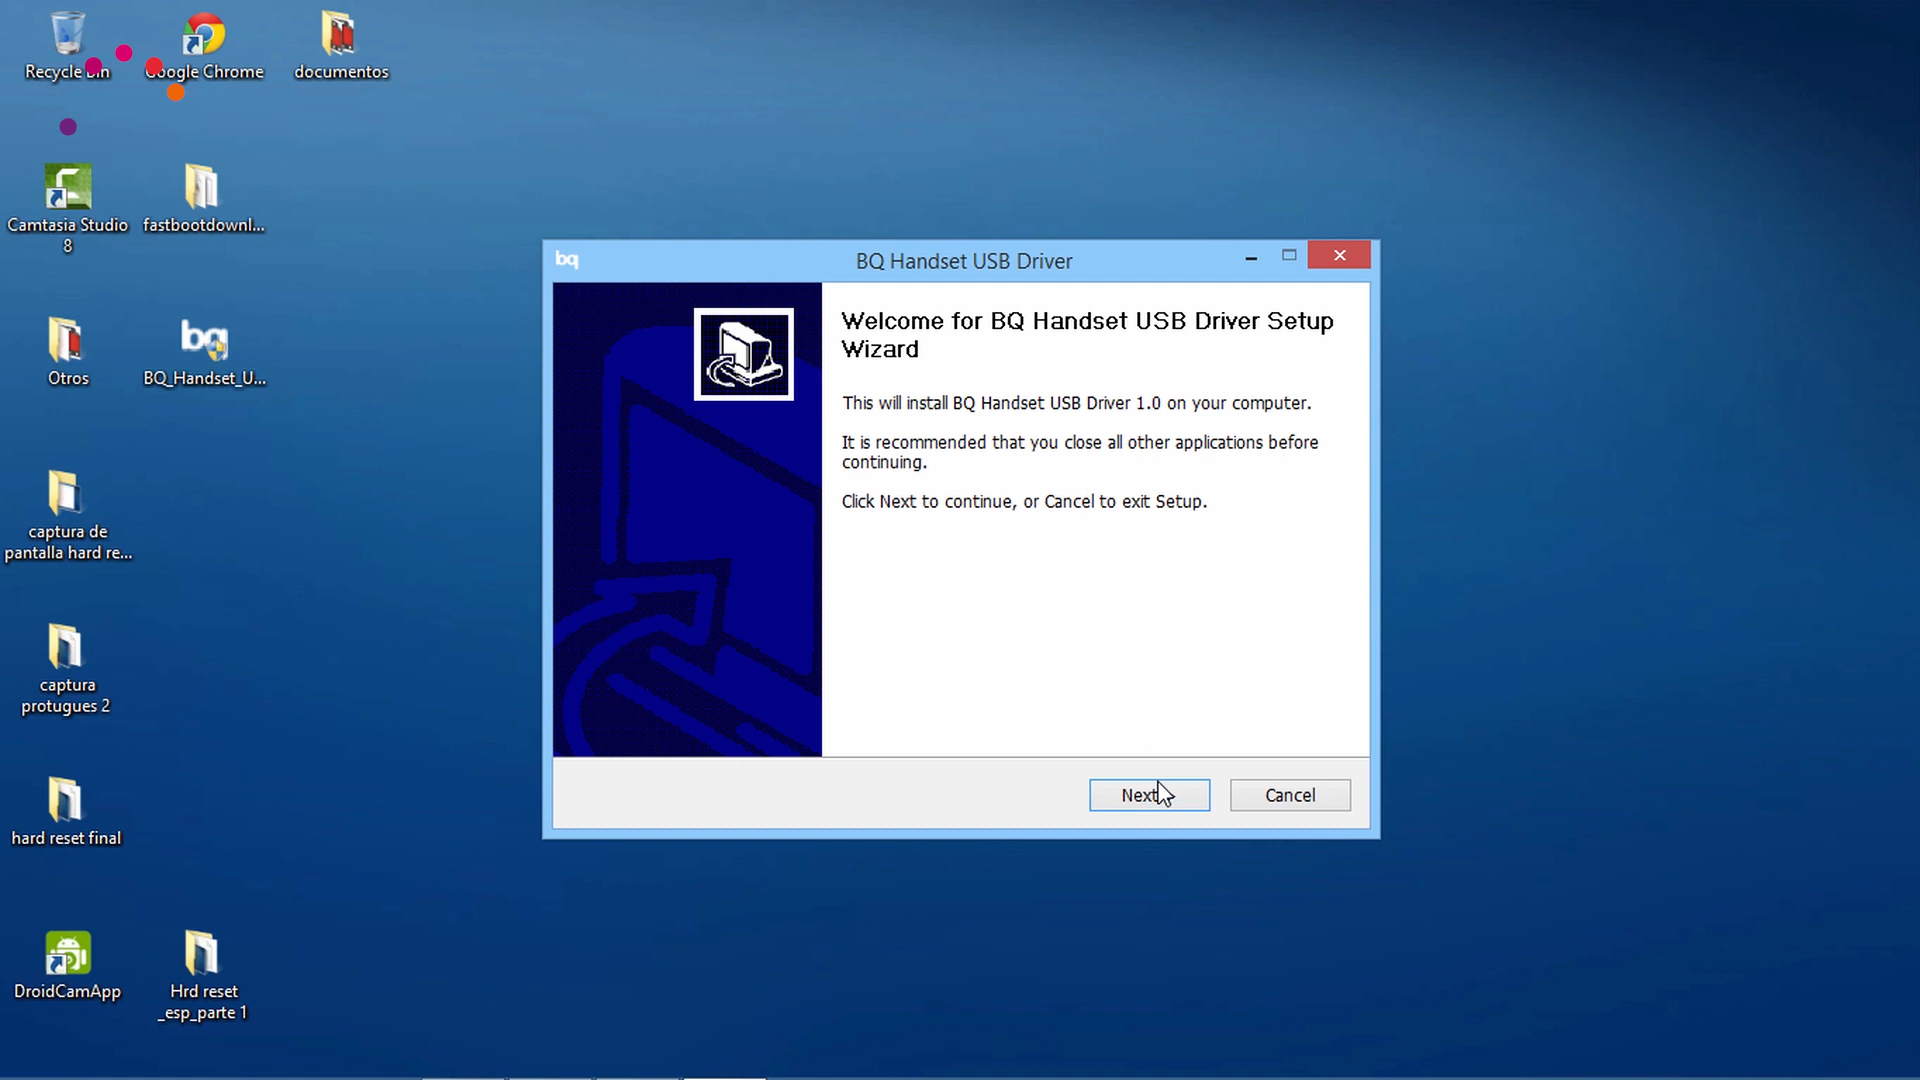 Recycle Bin
Google Chrome
documentos
Camtasia Studio
8
fastbootdownl...
Otros
BQ_Handset_U...
captura de
pantalla hard re...
captura
protugues 2
hard reset final
DroidCamApp
Hrd reset
_esp_parte 1
bq
bq
BQ Handset USB Driver
Welcome for BQ Handset USB Driver Setup
Wizard
This will install BQ Handset USB Driver 1.0 on your computer.
It is recommended that you close all other applications before
continuing.
Click Next to continue, or Cancel to exit Setup.
Next
Cancel